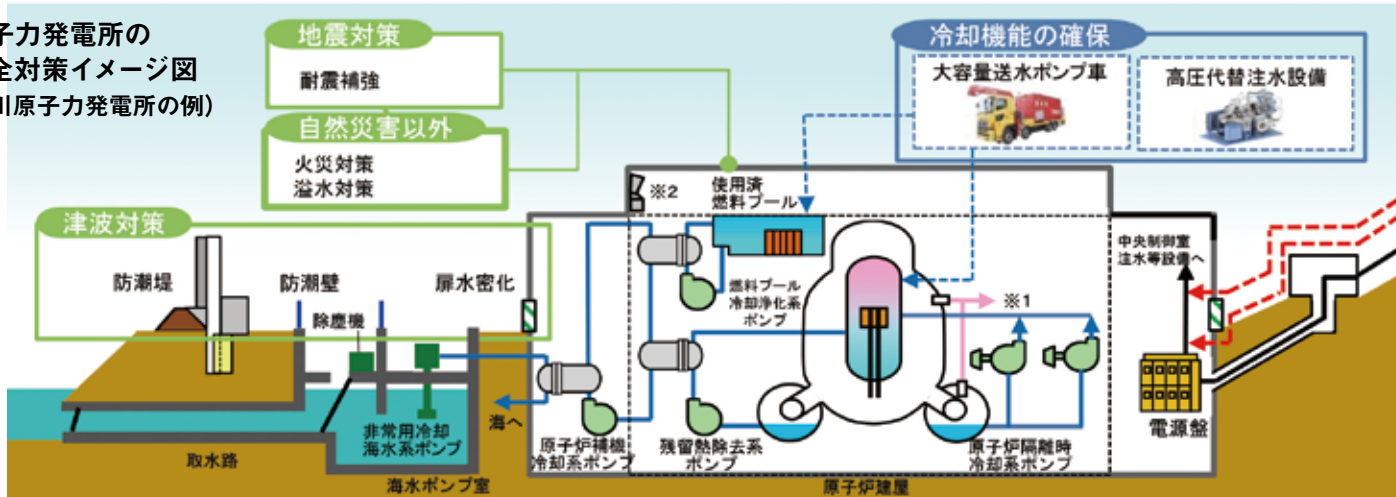 子力発電所の
全対策イメージ図
川原子力発電所の例）
地震対策
耐震補強
自然災害以外
火災対策
溢水対策
冷却機能の確保
大容量送水ポンプ車
高圧代替注水設備
津波対策
防潮堤
防潮壁
扉水密化
除塵機
※2
使用済
燃料プール
燃料プール
冷却浄化系
ポンプ
※1
中央制御室
注水等設備へ
電源盤
海へ
非常用冷却
海水系ポンプ
取水路
海水ポンプ室
原子炉補機
冷却系ポンプ
残留熱除去系
ポンプ
原子炉隔離時
冷却系ポンプ
原子炉建屋